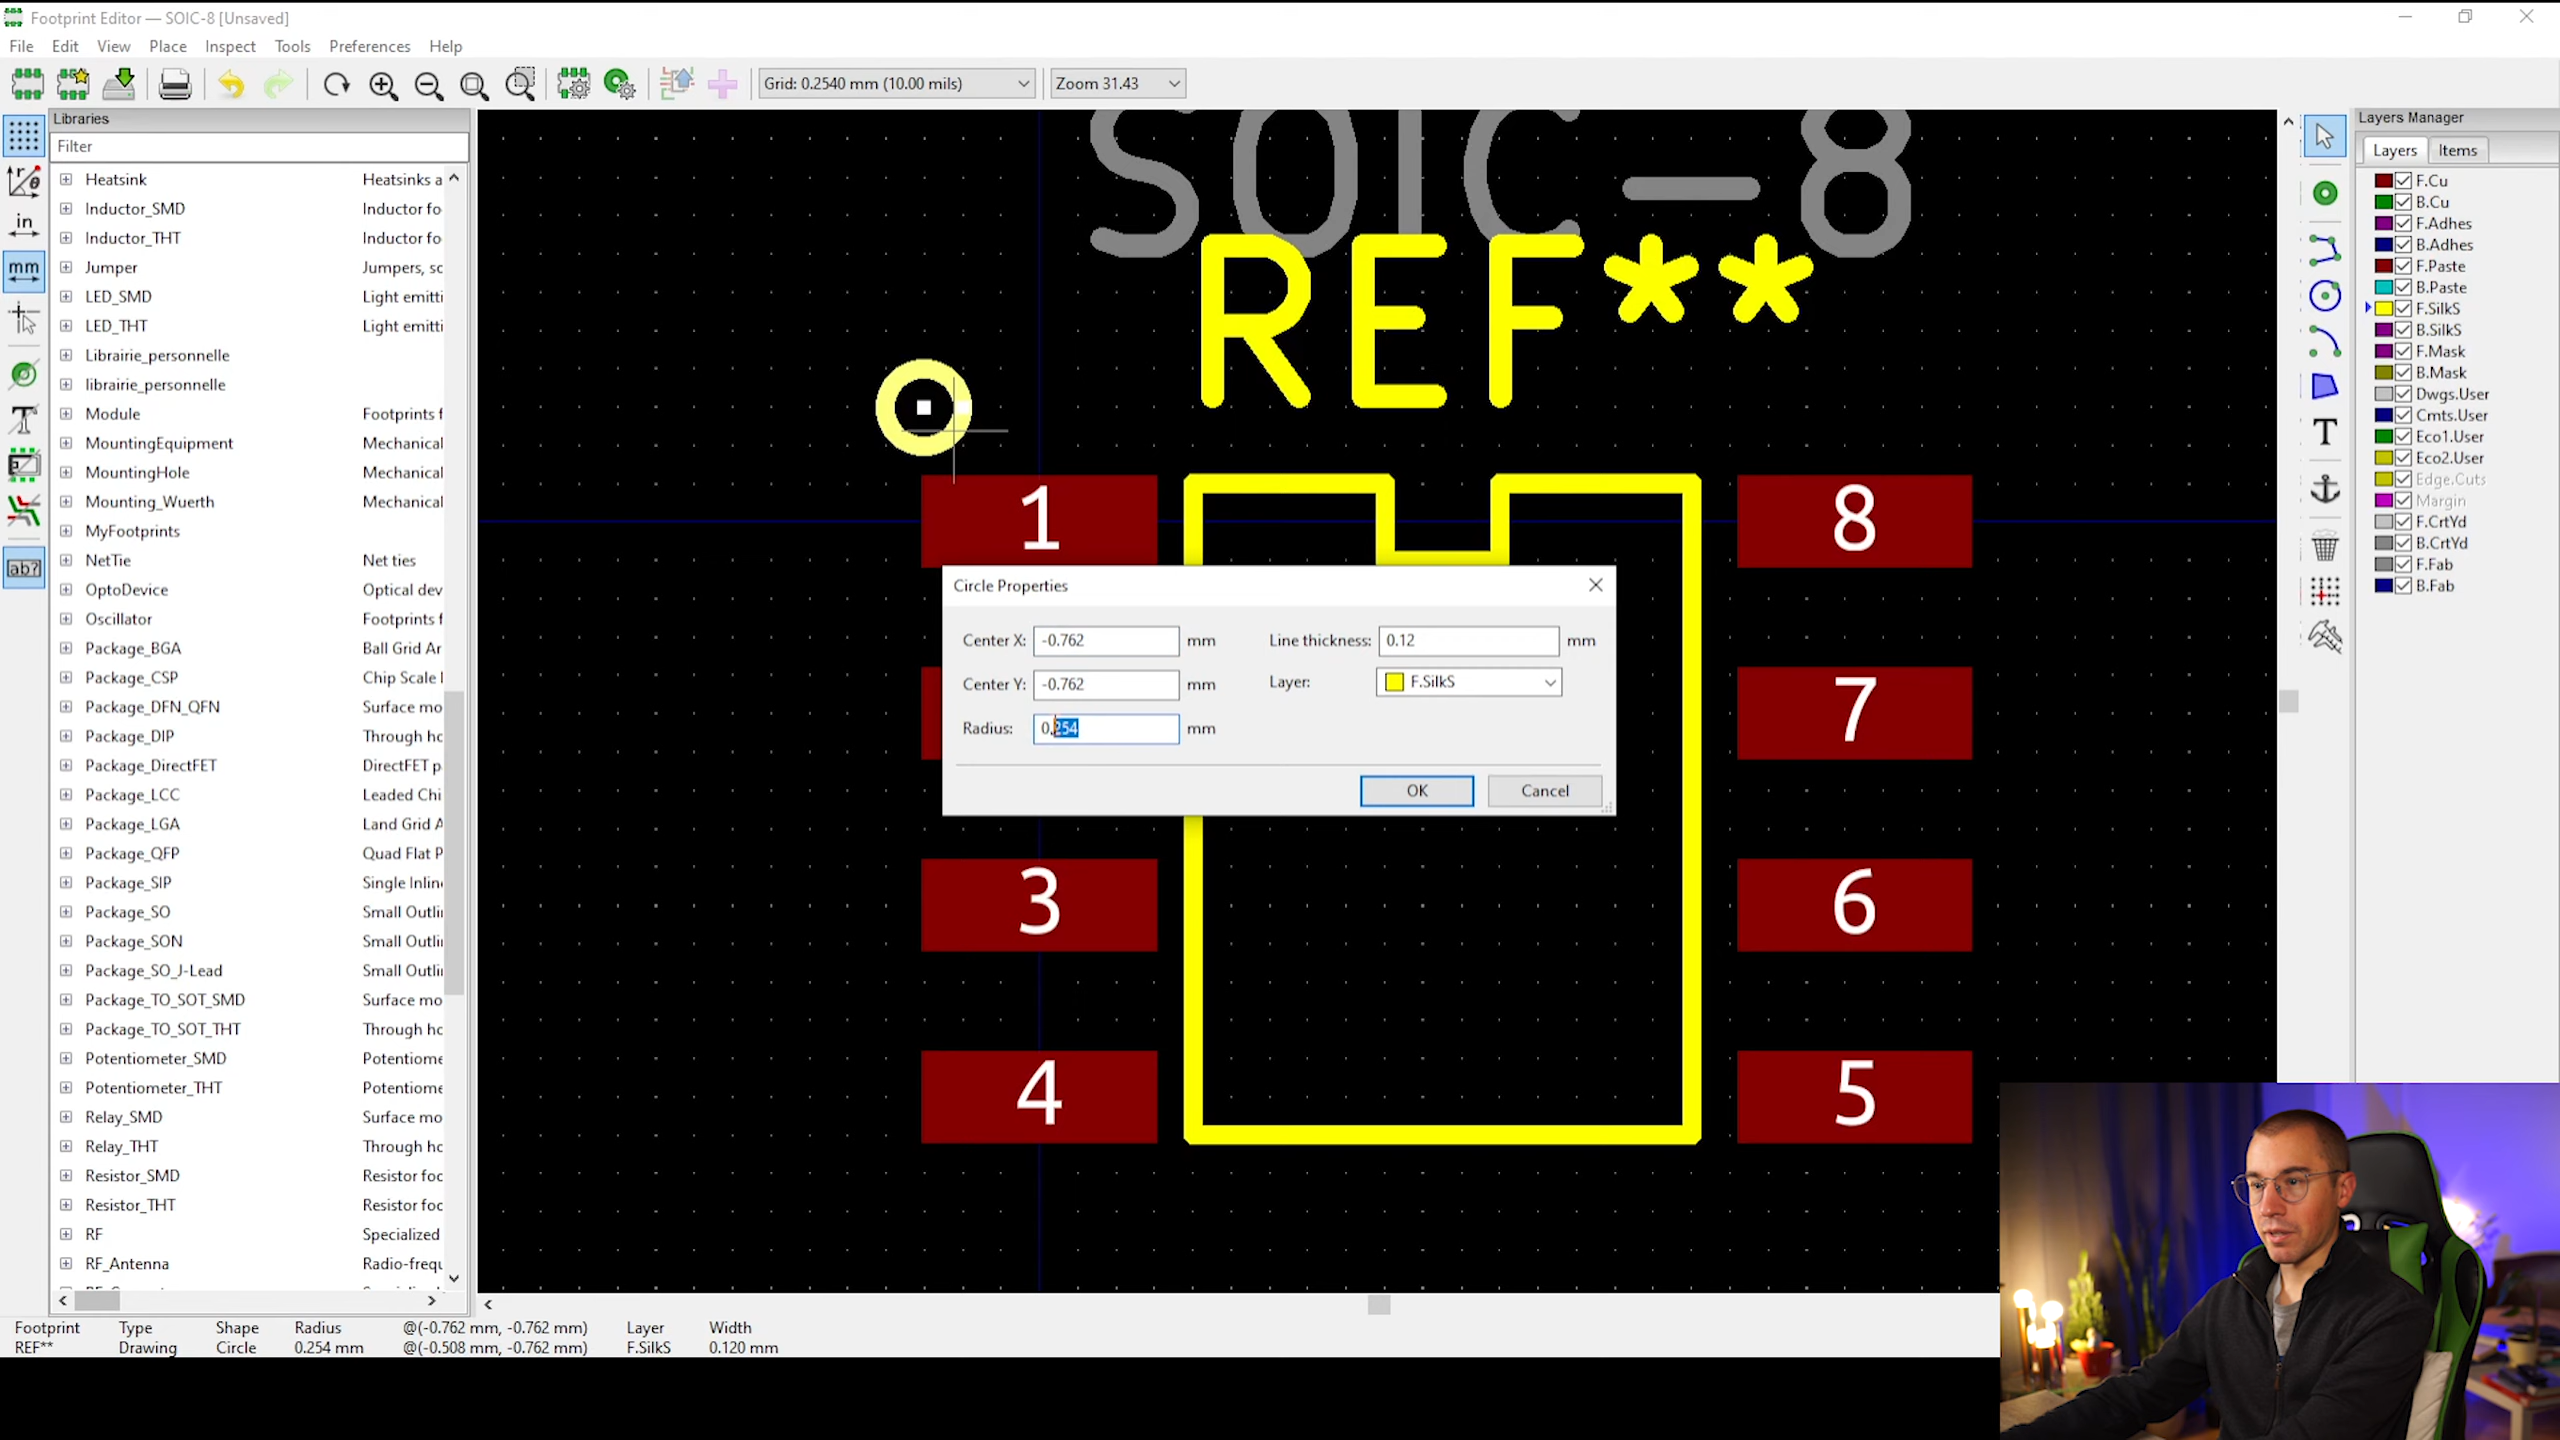 Footprint Editor — SOIC-8 [Unsaved]
File Edit View Place Inspect Tools Preferences Help
Grid: 0.2540 mm (10.00 mils)
Zoom 31.43
Libraries
Filter
Heatsink Heatsinks a
Inductor_SMD Inductor fo
Inductor_THT Inductor fo
Jumper Jumpers, sc
LED_SMD Light emitti
LED_THT Light emitti
Librairie_personnelle
librairie_personnelle
Module Footprints f
MountingEquipment Mechanical
MountingHole Mechanical
Mounting_Wuerth Mechanical
MyFootprints
NetTie Net ties
OptoDevice Optical dev
Oscillator Footprints f
Package_BGA Ball Grid Ar
Package_CSP Chip Scale
Package_DFN_QFN Surface mo
Package_DIP Through ho
Package_DirectFET DirectFET p
Package_LCC Leaded Chi
Package_LGA Land Grid A
Package_QFP Quad Flat P
Package_SIP Single Inlin
Package_SO Small Outli
Package_SON Small Outli
Package_SO_J-Lead Small Outli
Package_TO_SOT_SMD Surface mo
Package_TO_SOT_THT Through ho
Potentiometer_SMD Potentiome
Potentiometer_THT Potentiome
Relay_SMD Surface mo
Relay_THT Through ho
Resistor_SMD Resistor foc
Resistor_THT Resistor foc
RF Specialized
RF_Antenna Radio-frequ
r
θ
in
mm
T
ab?
SOIC-8
REF**
1
8
7
3
6
4
5
Circle Properties
Center X: -0.762 mm
Line thickness: 0.12 mm
Center Y: -0.762 mm
Layer: F.SilkS
Radius: 0.254 mm
OK
Cancel
T
Layers Manager
Layers Items
F.Cu
B.Cu
F.Adhes
B.Adhes
F.Paste
B.Paste
F.SilkS
B.SilkS
F.Mask
B.Mask
Dwgs.User
Cmts.User
Eco1.User
Eco2.User
Edge.Cuts
Margin
F.CrtYd
B.CrtYd
F.Fab
B.Fab
Footprint Type Shape Radius @(-0.762 mm, -0.762 mm) Layer Width
REF** Drawing Circle 0.254 mm @(-0.508 mm, -0.762 mm) F.SilkS 0.120 mm